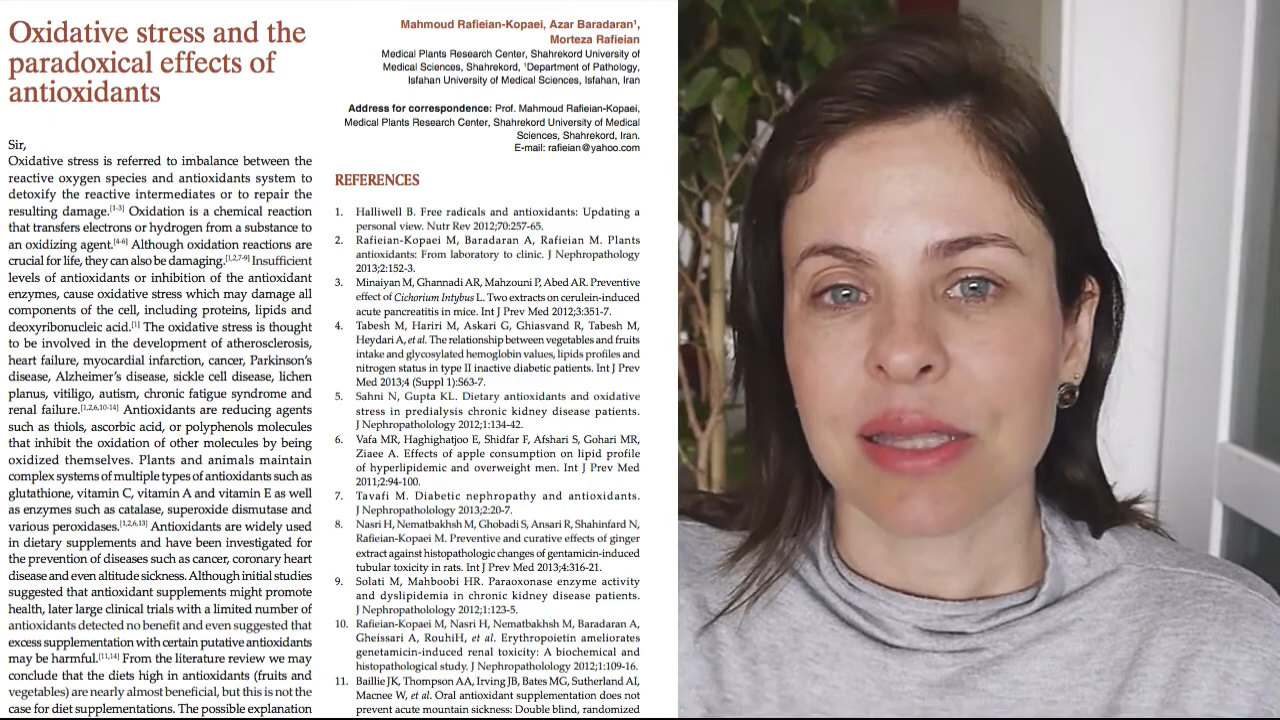 Oxidative stress and the
paradoxical effects of
antioxidants
Sir,
Oxidative stress is referred to imbalance between the
reactive oxygen species and antioxidants system to
detoxify the reactive intermediates or to repair the
resulting damage.[1-3] Oxidation is a chemical reaction
that transfers electrons or hydrogen from a substance to
an oxidizing agent.[4-6] Although oxidation reactions are
crucial for life, they can also be damaging.[1,2,7-9] Insufficient
levels of antioxidants or inhibition of the antioxidant
enzymes, cause oxidative stress which may damage all
components of the cell, including proteins, lipids and
deoxyribonucleic acid.[1] The oxidative stress is thought
to be involved in the development of atherosclerosis,
heart failure, myocardial infarction, cancer, Parkinson's
disease, Alzheimer's disease, sickle cell disease, lichen
planus, vitiligo, autism, chronic fatigue syndrome and
renal failure.[1,2,6,10-14] Antioxidants are reducing agents
such as thiols, ascorbic acid, or polyphenols molecules
that inhibit the oxidation of other molecules by being
oxidized themselves. Plants and animals maintain
complex systems of multiple types of antioxidants such as
glutathione, vitamin C, vitamin A and vitamin E as well
as enzymes such as catalase, superoxide dismutase and
various peroxidases.[1,2,6,13] Antioxidants are widely used
in dietary supplements and have been investigated for
the prevention of diseases such as cancer, coronary heart
disease and even altitude sickness. Although initial studies
suggested that antioxidant supplements might promote
health, later large clinical trials with a limited number of
antioxidants detected no benefit and even suggested that
excess supplementation with certain putative antioxidants
may be harmful.[11,14] From the literature review we may
conclude that the diets high in antioxidants (fruits and
vegetables) are nearly almost beneficial, but this is not the
case for diet supplementations. The possible explanation
Mahmoud Rafieian-Kopaei, Azar Baradaran¹,
Morteza Rafieian
Medical Plants Research Center, Shahrekord University of
Medical Sciences, Shahrekord, ¹Department of Pathology,
Isfahan University of Medical Sciences, Isfahan, Iran
Address for correspondence: Prof. Mahmoud Rafieian-Kopaei,
Medical Plants Research Center, Shahrekord University of Medical
Sciences, Shahrekord, Iran.
E-mail: rafieian@yahoo.com
REFERENCES
1. Halliwell B. Free radicals and antioxidants: Updating a
personal view. Nutr Rev 2012;70:257-65.
2. Rafieian-Kopaei M, Baradaran A, Rafieian M. Plants
antioxidants: From laboratory to clinic. J Nephropathology
2013;2:152-3.
3. Minaiyan M, Ghannadi AR, Mahzouni P, Abed AR. Preventive
effect of Cichorium Intybus L. Two extracts on cerulein-induced
acute pancreatitis in mice. Int J Prev Med 2012;3:351-7.
4. Tabesh M, Hariri M, Askari G, Ghiasvand R, Tabesh M,
Heydari A, et al. The relationship between vegetables and fruits
intake and glycosylated hemoglobin values, lipids profiles and
nitrogen status in type II inactive diabetic patients. Int J Prev
Med 2013;4 (Suppl 1):S63-7.
5. Sahni N, Gupta KL. Dietary antioxidants and oxidative
stress in predialysis chronic kidney disease patients.
J Nephropathology 2012;1:134-42.
6. Vafa MR, Haghighatjoo E, Shidfar F, Afshari S, Gohari MR,
Ziaee A. Effects of apple consumption on lipid profile
of hyperlipidemic and overweight men. Int J Prev Med
2011;2:94-100.
7. Tavafi M. Diabetic nephropathy and antioxidants.
J Nephropathology 2013;2:20-7.
8. Nasri H, Nematbakhsh M, Ghobadi S, Ansari R, Shahinfard N,
Rafieian-Kopaei M. Preventive and curative effects of ginger
extract against histopathologic changes of gentamicin-induced
tubular toxicity in rats. Int J Prev Med 2013;4:316-21.
9. Solati M, Mahboobi HR. Paraoxonase enzyme activity
and dyslipidemia in chronic kidney disease patients.
J Nephropatholology 2012;1:123-5.
10. Rafieian-Kopaei M, Nasri H, Nematbakhsh M, Baradaran A,
Gheissari A, RouhiH, et al. Erythropoietin ameliorates
genetamicin-induced renal toxicity: A biochemical and
histopathological study. J Nephropatholology 2012;1:109-16.
11. Baillie JK, Thompson AA, Irving JB, Bates MG, Sutherland AI,
Macnee W, et al. Oral antioxidant supplementation does not
prevent acute mountain sickness: Double blind, randomized